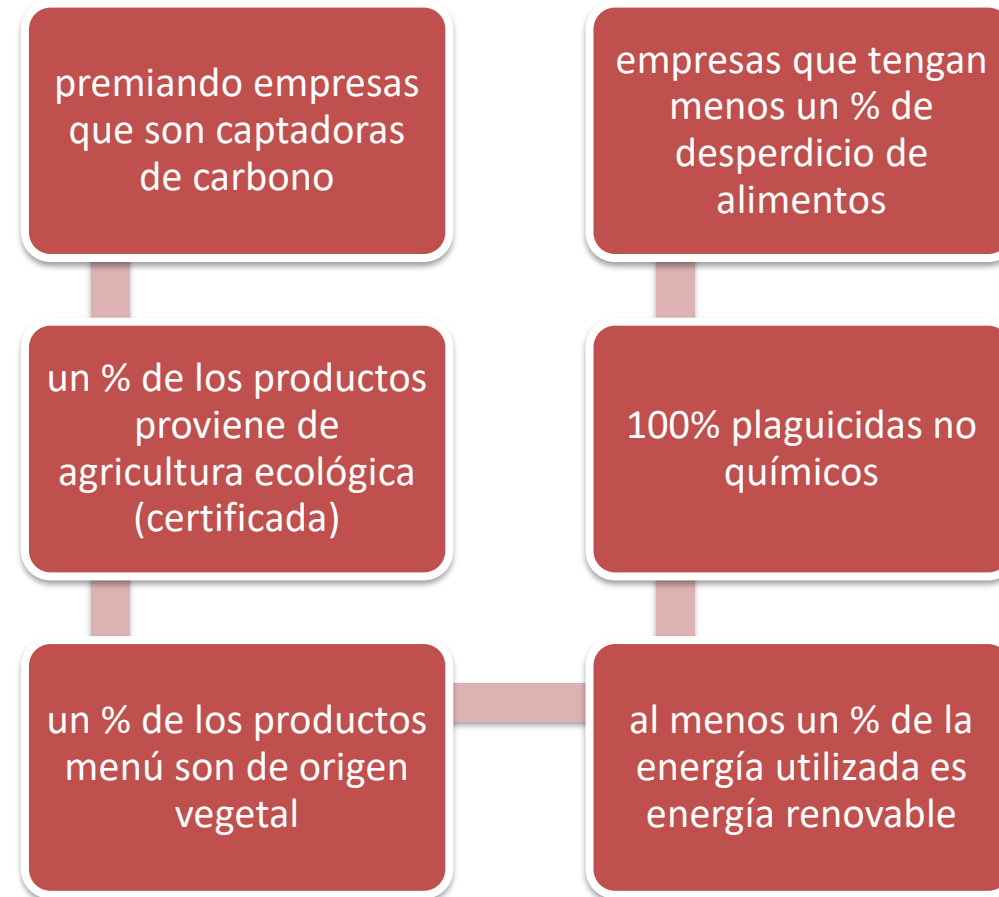 premiando empresas
que son captadoras
de carbono
un % de los productos
proviene de
agricultura ecológica
(certificada)
un % de los productos
menú son de origen
vegetal
al menos un % de la
energía utilizada es
energía renovable
100% plaguicidas no
químicos
empresas que tengan
menos un % de
desperdicio de
alimentos